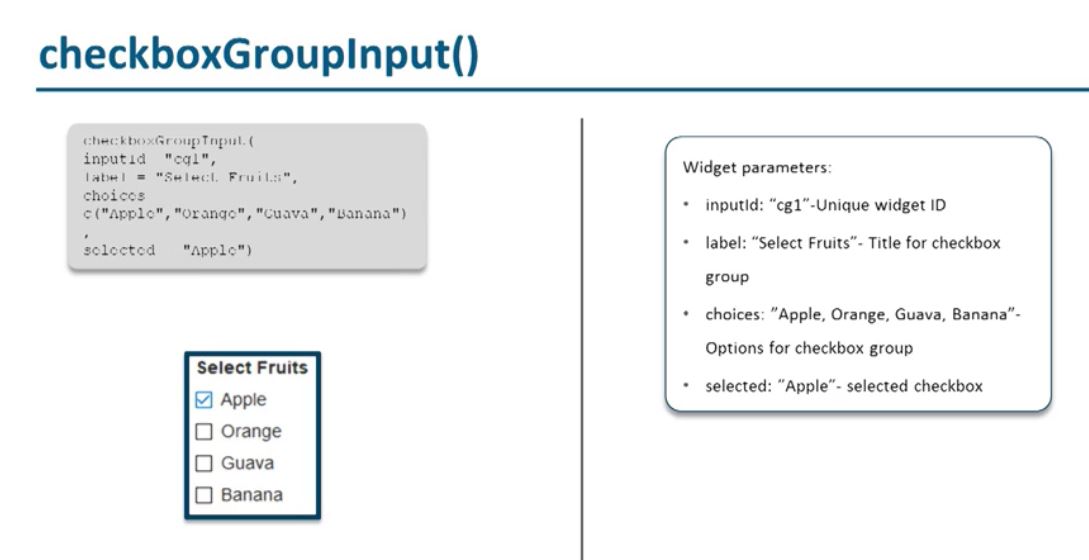 checkboxGroupInput()
checkboxGroupInput(
inputId "cg1",
label = "Select Fruits",
choices
c("Apple","Orange","Guava","Banana")
,
selected "Apple")
Select Fruits
Apple
Orange
Guava
Banana
Widget parameters:
• inputId: "cg1"-Unique widget ID
• label: "Select Fruits"- Title for checkbox
group
• choices: "Apple, Orange, Guava, Banana"-
Options for checkbox group
• selected: "Apple"- selected checkbox